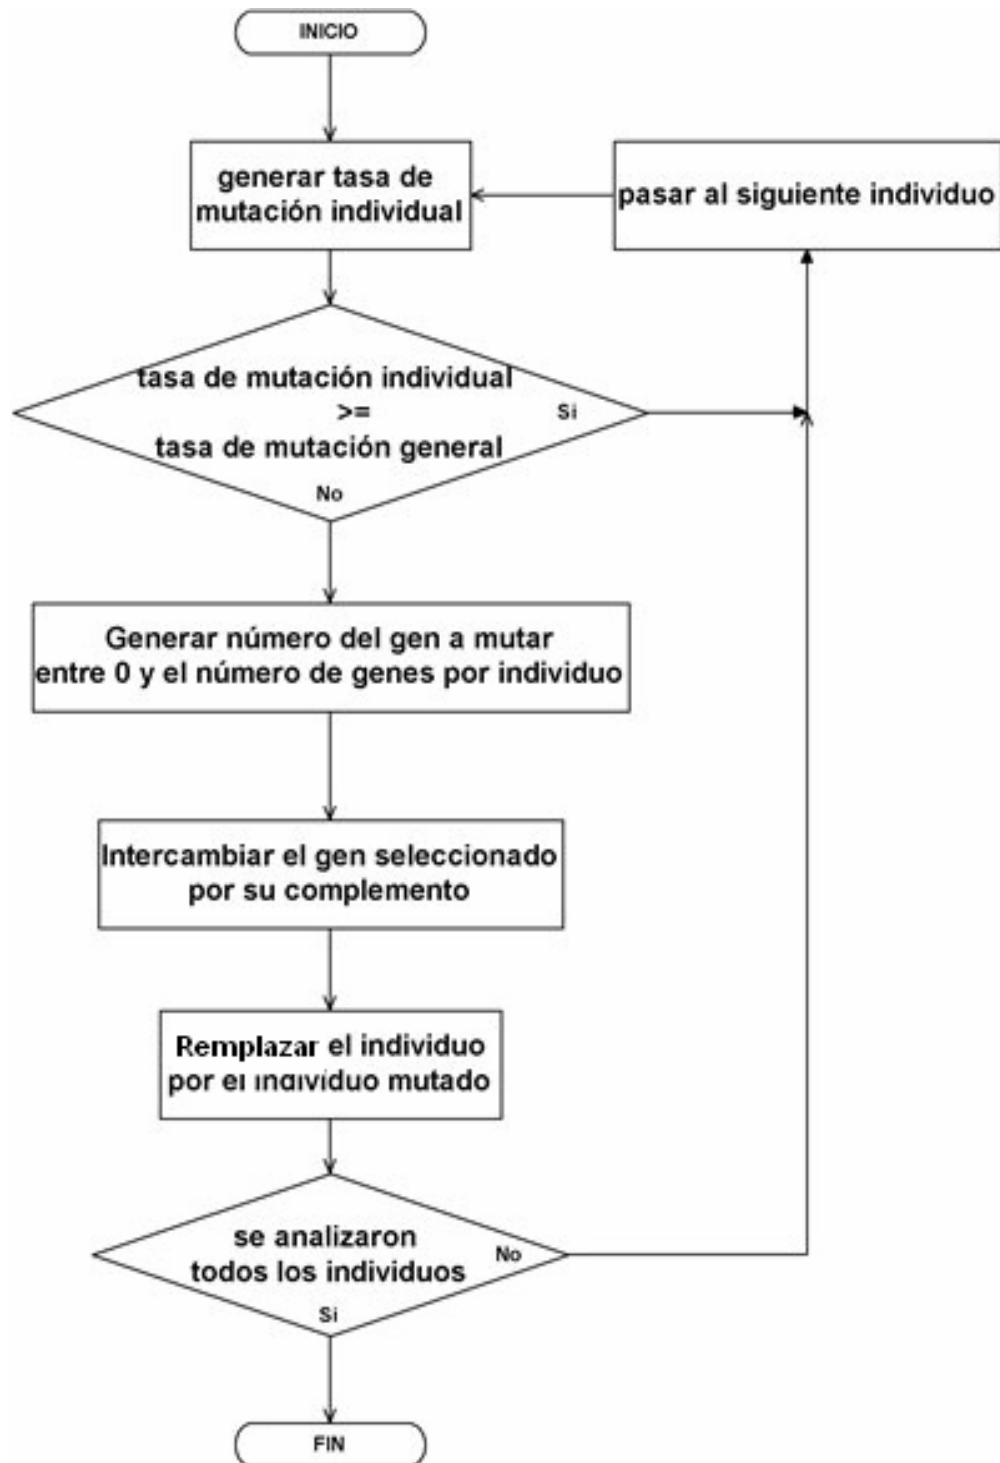 INICIO
generar tasa de
mutación individual
pasar al siguiente individuo
tasa de mutación individual
>=
tasa de mutación general
Si
No
Generar número del gen a mutar
entre 0 y el número de genes por individuo
Intercambiar el gen seleccionado
por su complemento
Remplazar el individuo
por el individuo mutado
se analizaron
todos los individuos
No
Si
FIN